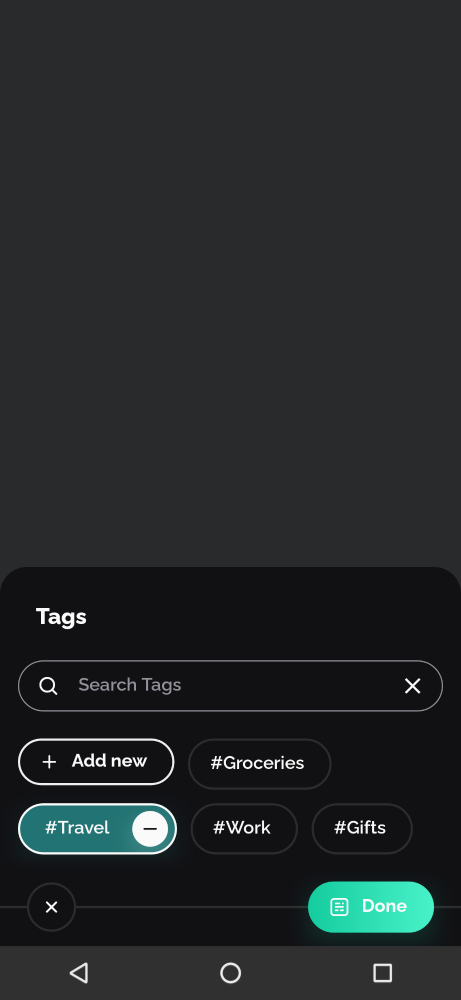 Tags
Search Tags
Add new
#Groceries
#Travel
#Work
#Gifts
Done